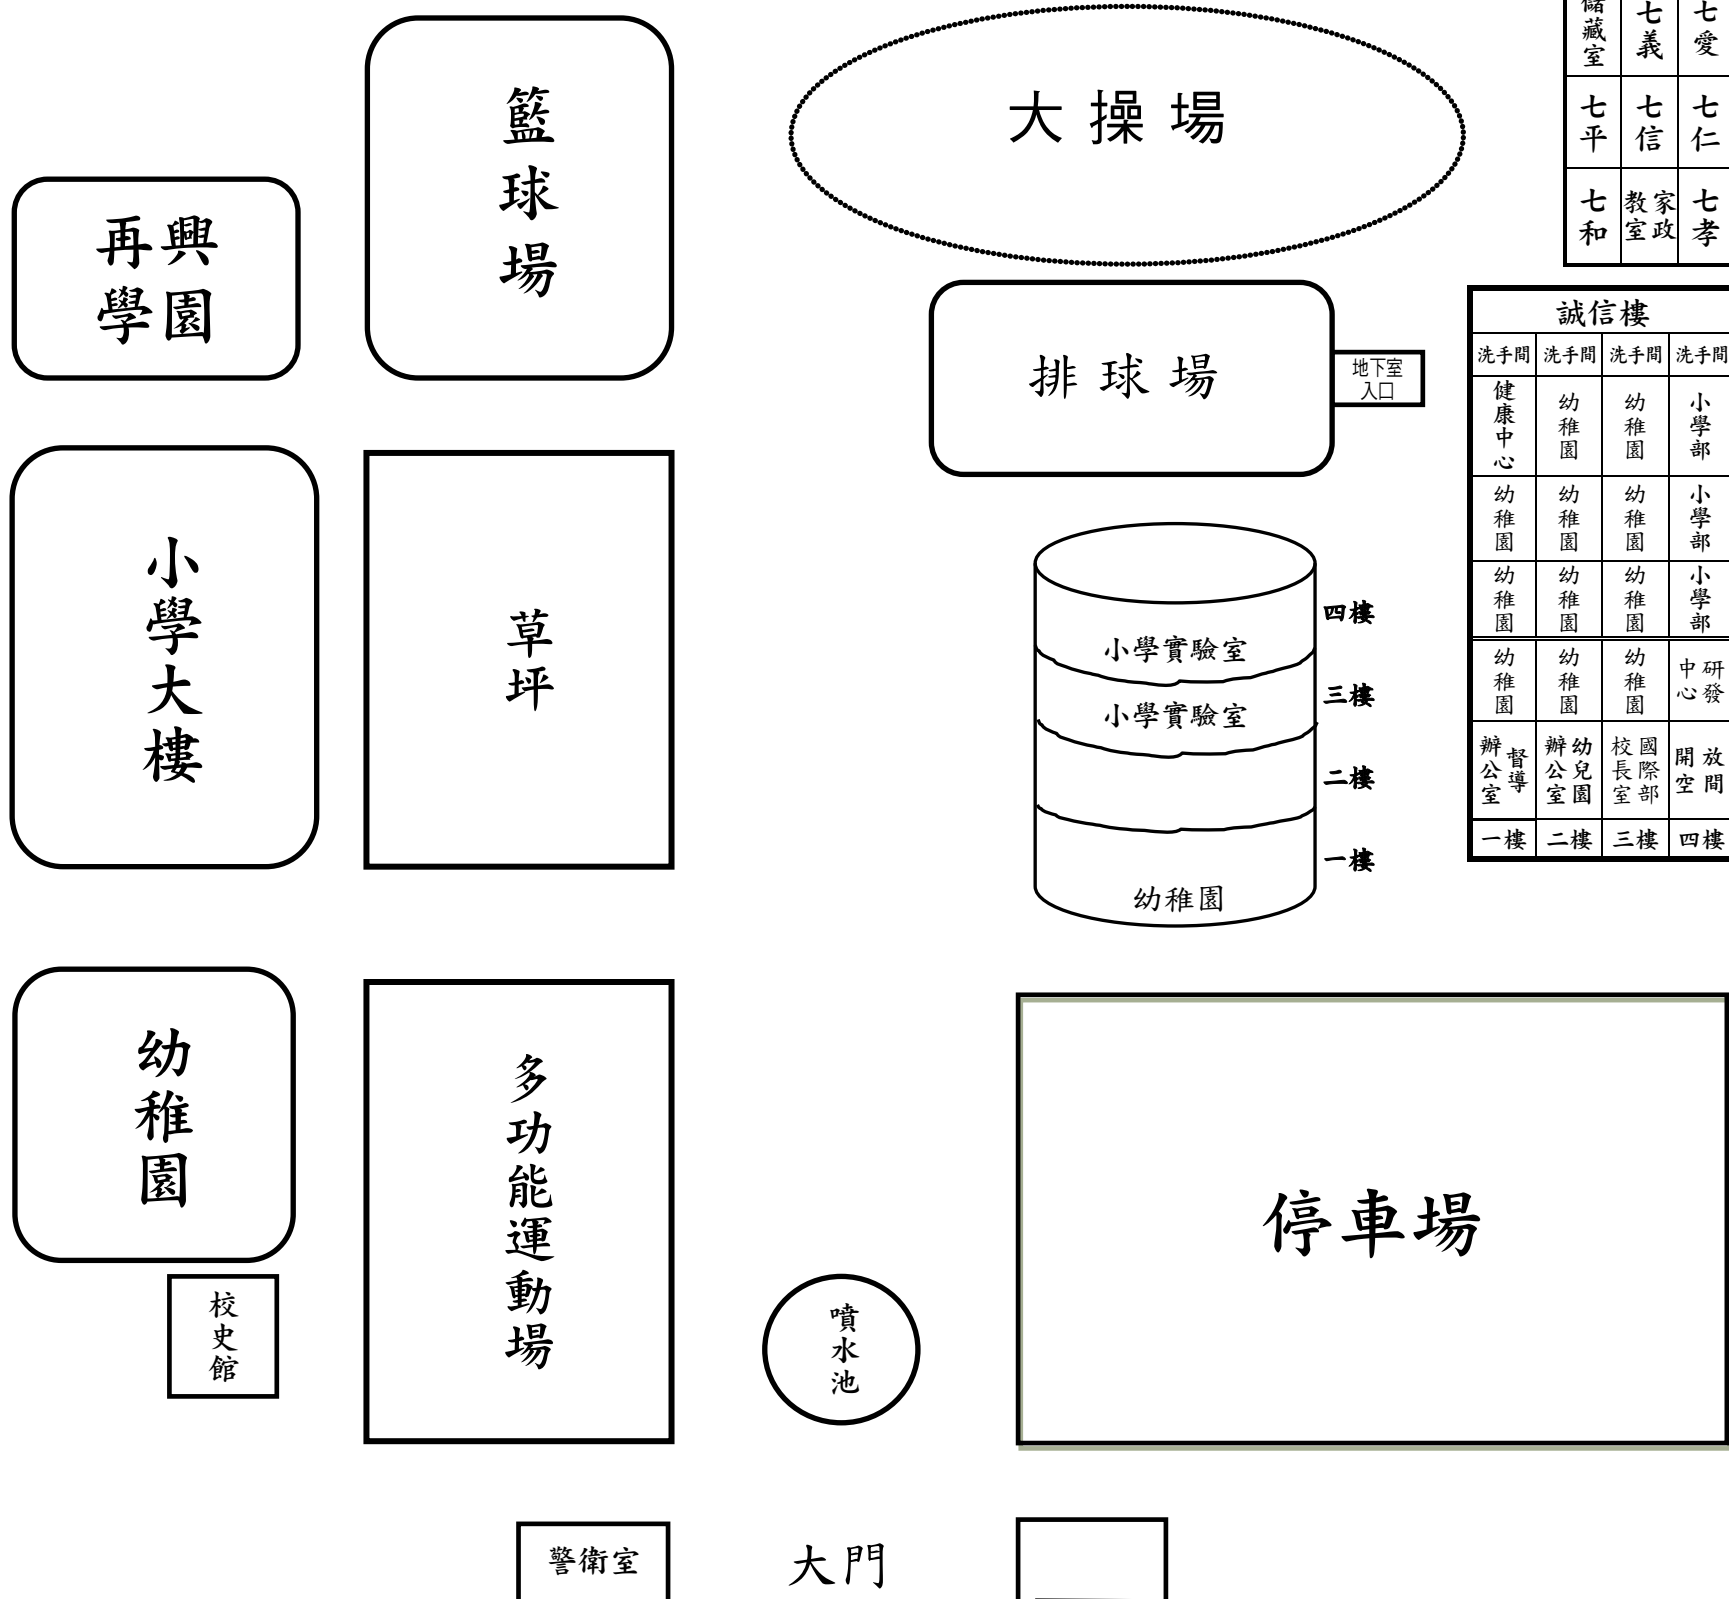 籃球場
大操場
儲藏室 七義 七愛
七平 七信 七仁
七和 家政教室 七孝
再興
學園
排球場
地下室
入口
誠信樓
洗手間 洗手間 洗手間 洗手間
健康中心 幼稚園 幼稚園 小學部
幼稚園 幼稚園 幼稚園 小學部
幼稚園 幼稚園 幼稚園 小學部
幼稚園 幼稚園 幼稚園 研發中心
督導辦公室 幼兒園辦公室 國際部校長室 開放空間
一樓 二樓 三樓 四樓
小學大樓
草坪
四樓
小學實驗室
三樓
小學實驗室
二樓
一樓
幼稚園
幼稚園
多功能運動場
停車場
校史館
噴水池
警衛室
大門